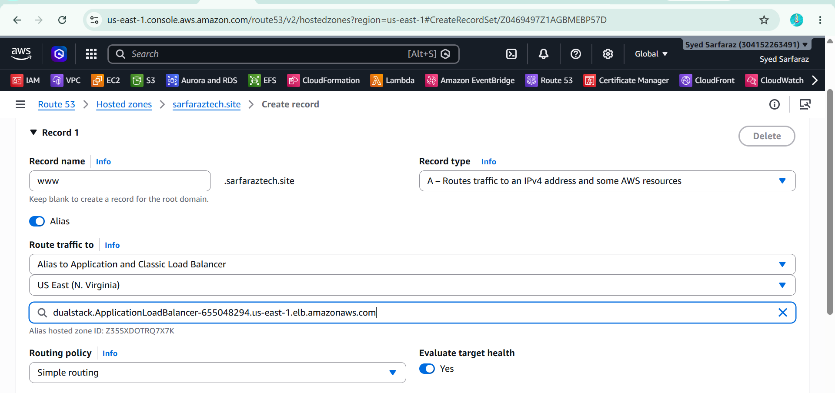 us-east-1.console.aws.amazon.com/route53/v2/hostedzones?region=us-east-1#CreateRecordSet/Z0469497Z1AGBMEBP57D
aws
Search [Alt+S]
Global
Syed Sarfaraz (304152263491)
Syed Sarfaraz
IAM VPC EC2 S3 Aurora and RDS EFS CloudFormation Lambda Amazon EventBridge Route 53 Certificate Manager CloudFront CloudWatch
Route 53 Hosted zones sarfaraztech.site Create record
Record 1
Delete
Record name Info
Record type Info
www .sarfaraztech.site
A – Routes traffic to an IPv4 address and some AWS resources
Keep blank to create a record for the root domain.
Alias
Route traffic to Info
Alias to Application and Classic Load Balancer
US East (N. Virginia)
dualstack.ApplicationLoadBalancer-655048294.us-east-1.elb.amazonaws.com
Alias hosted zone ID: Z35SXDOTRQ7X7K
Routing policy Info
Evaluate target health
Simple routing
Yes